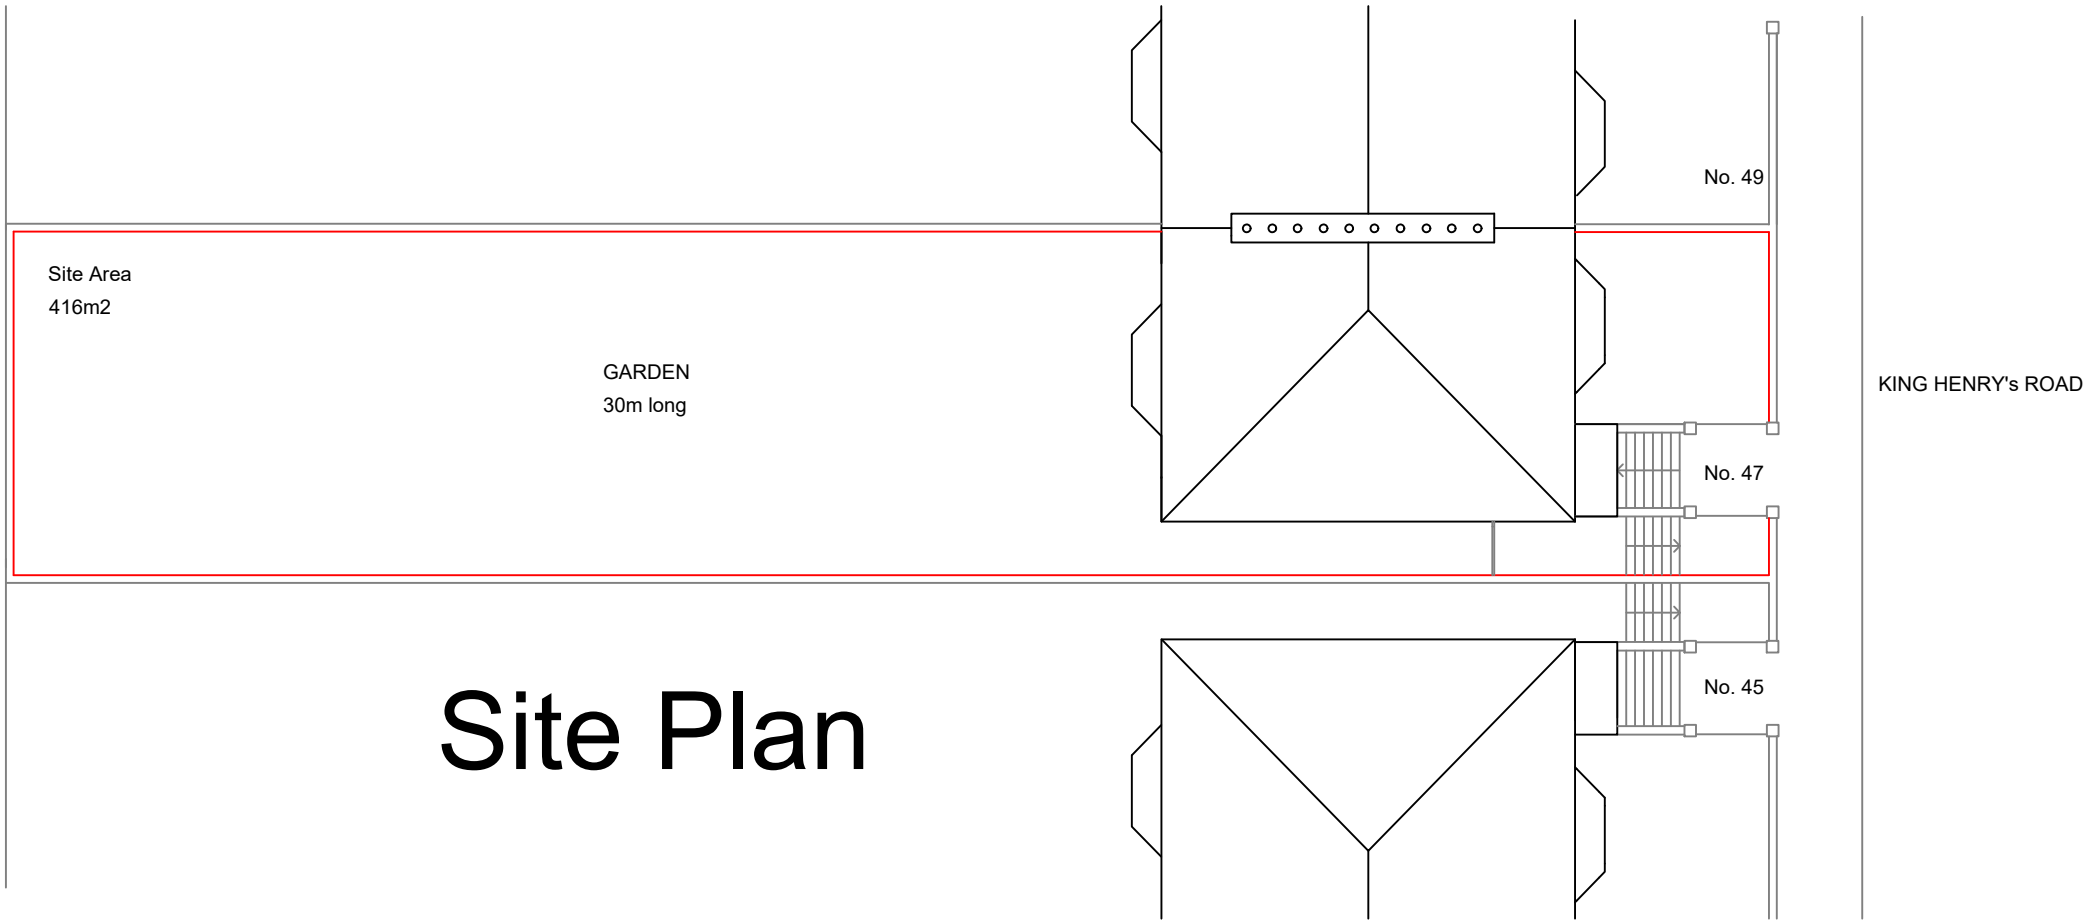 No. 49
Site Area
416m2
GARDEN
30m long
KING HENRY's ROAD
No. 47
No. 45
Site Plan